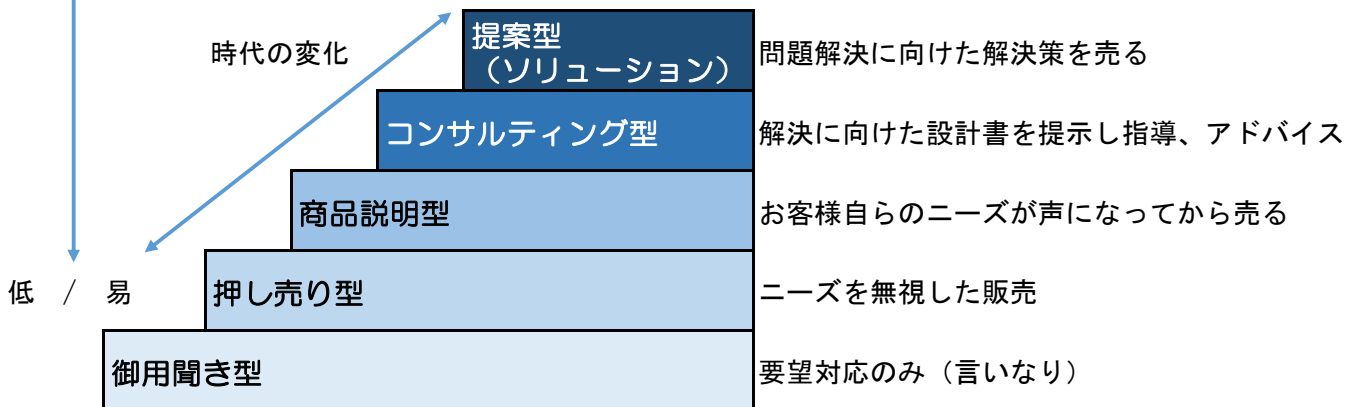 時代の変化
提案型
（ソリューション）
問題解決に向けた解決策を売る
コンサルティング型
解決に向けた設計書を提示し指導、アドバイス
商品説明型
お客様自らのニーズが声になってから売る
低 / 易
押し売り型
ニーズを無視した販売
御用聞き型
要望対応のみ（言いなり）